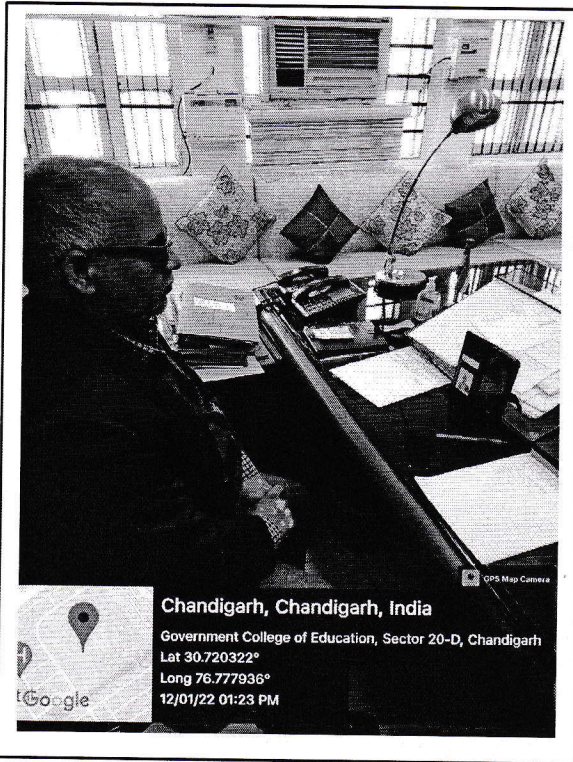 GPS Map Camera
Chandigarh, Chandigarh, India
Government College of Education, Sector 20-D, Chandigarh
Lat 30.720322°
Long 76.777936°
12/01/22 01:23 PM
Google